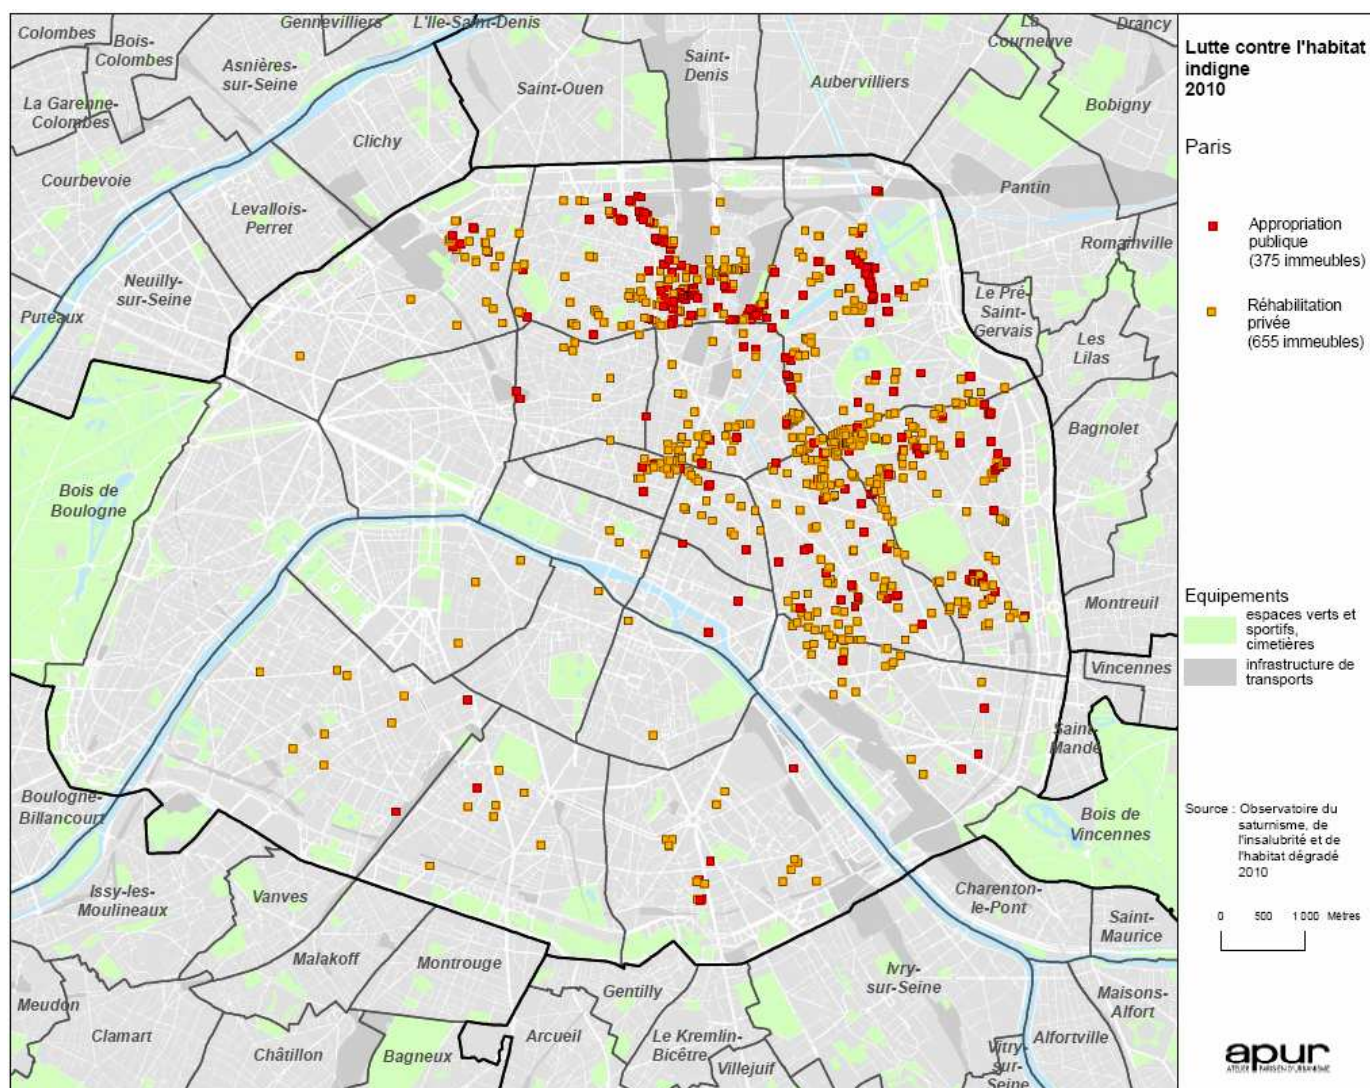 Colombes
Bois-
Colombes
Gennevilliers
L'Ile-Saint-Denis
Asnières-
sur-Seine
La Garenne-
Colombes
Clichy
Courbevoie
Levallois-
Perret
Neuilly-
sur-Seine
Puteaux
Saint-Ouen
Saint-
Denis
Aubervilliers
La
Courneuve
Drancy
Bobigny
Pantin
Romainville
Le Pré-
Saint-
Gervais
Les
Lilas
Bagnolet
Bois de
Boulogne
Montreuil
Vincennes
Saint-
Mandé
Bois de
Vincennes
Boulogne-
Billancourt
Issy-les-
Moulineaux
Vanves
Malakoff
Montrouge
Meudon
Clamart
Châtillon
Bagneux
Arcueil
Gentilly
Le Kremlin-
Bicêtre
Villejuif
Ivry-
sur-Seine
Vitry-
sur-
Seine
Charenton-
le-Pont
Saint-
Maurice
Maisons-
Alfort
Alfortville
Lutte contre l'habitat
indigne
2010
Paris
Appropriation
publique
(375 immeubles)
Réhabilitation
privée
(655 immeubles)
Equipements
espaces verts et
sportifs,
cimetières
infrastructure de
transports
Source : Observatoire du
saturnisme, de
l'insalubrité et de
l'habitat dégradé
2010
0 500 1 000 Mètres
apur
ATELIER PARISIEN D'URBANISME